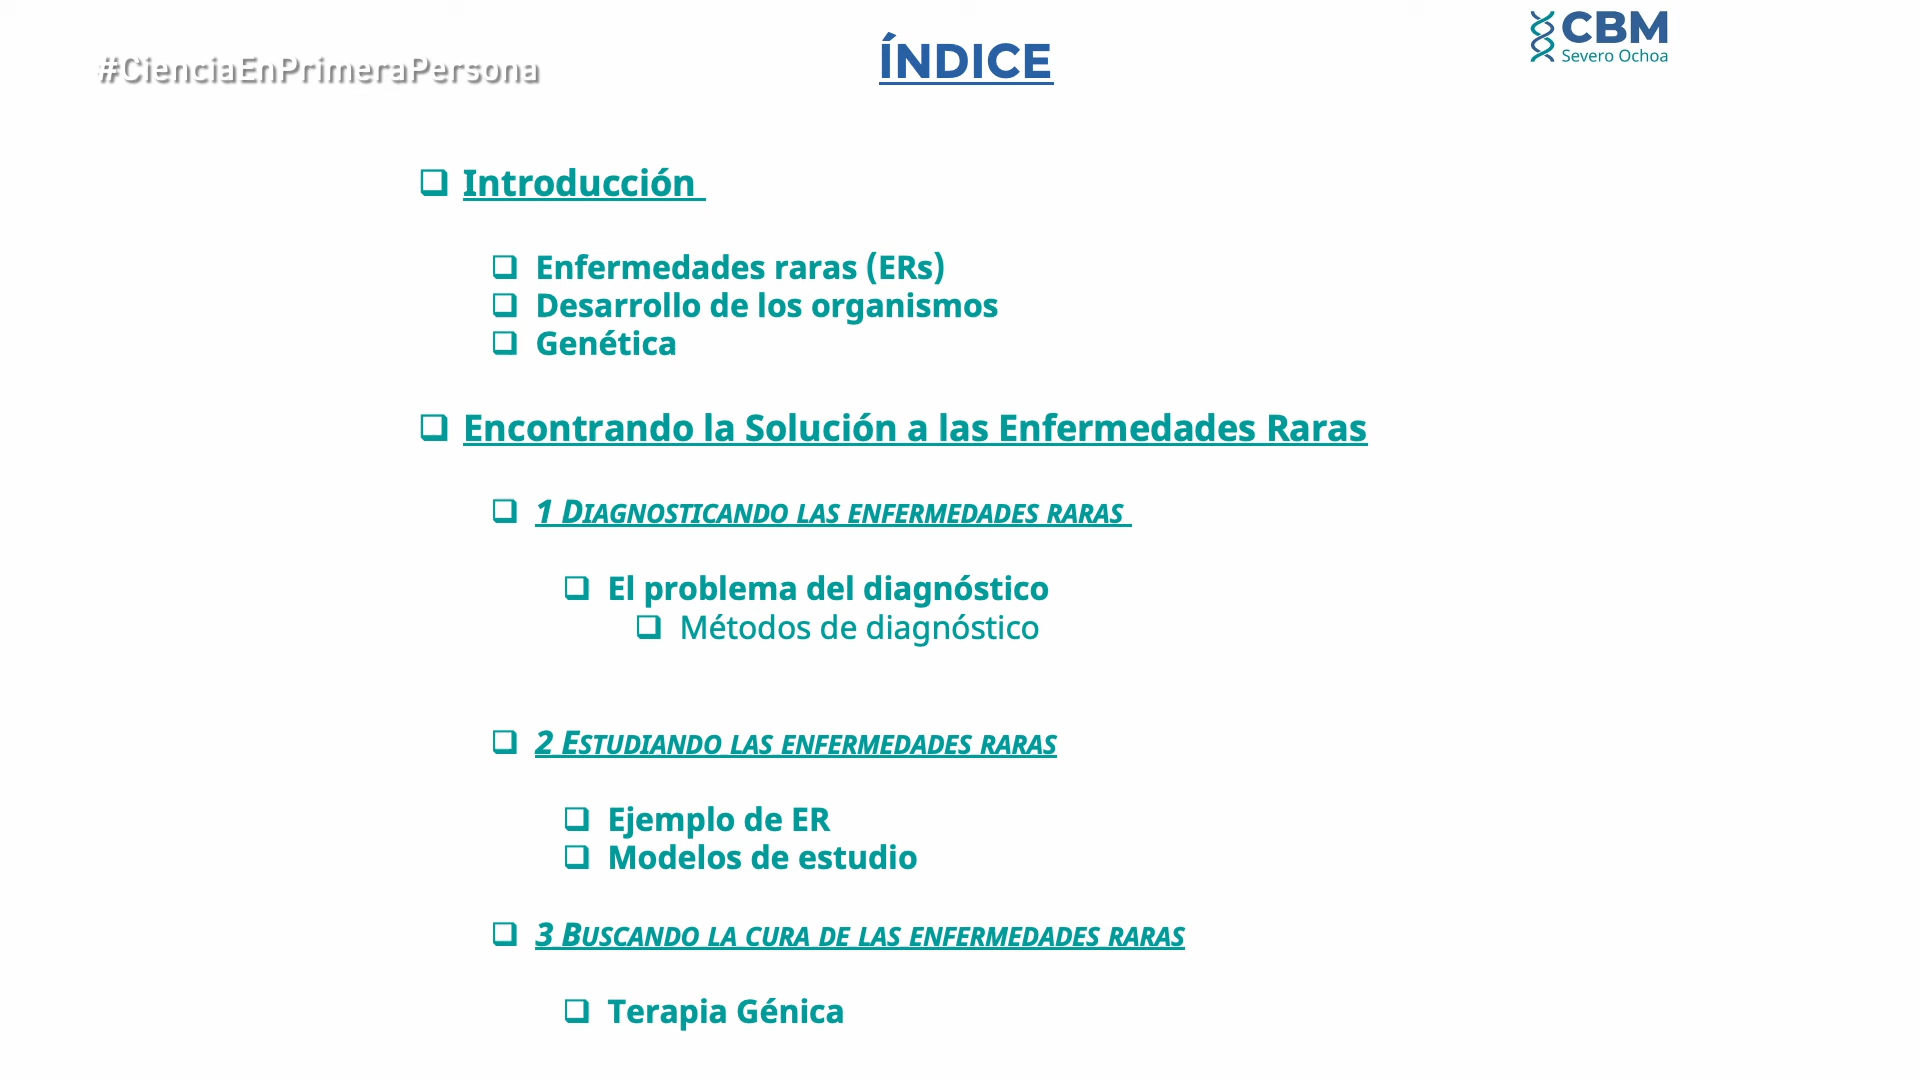 #CienciaEnPrimeraPersona
ÍNDICE
CBM
Severo Ochoa
Introducción
Enfermedades raras (ERs)
Desarrollo de los organismos
Genética
Encontrando la Solución a las Enfermedades Raras
1 DIAGNOSTICANDO LAS ENFERMEDADES RARAS
El problema del diagnóstico
Métodos de diagnóstico
2 ESTUDIANDO LAS ENFERMEDADES RARAS
Ejemplo de ER
Modelos de estudio
3 BUSCANDO LA CURA DE LAS ENFERMEDADES RARAS
Terapia Génica